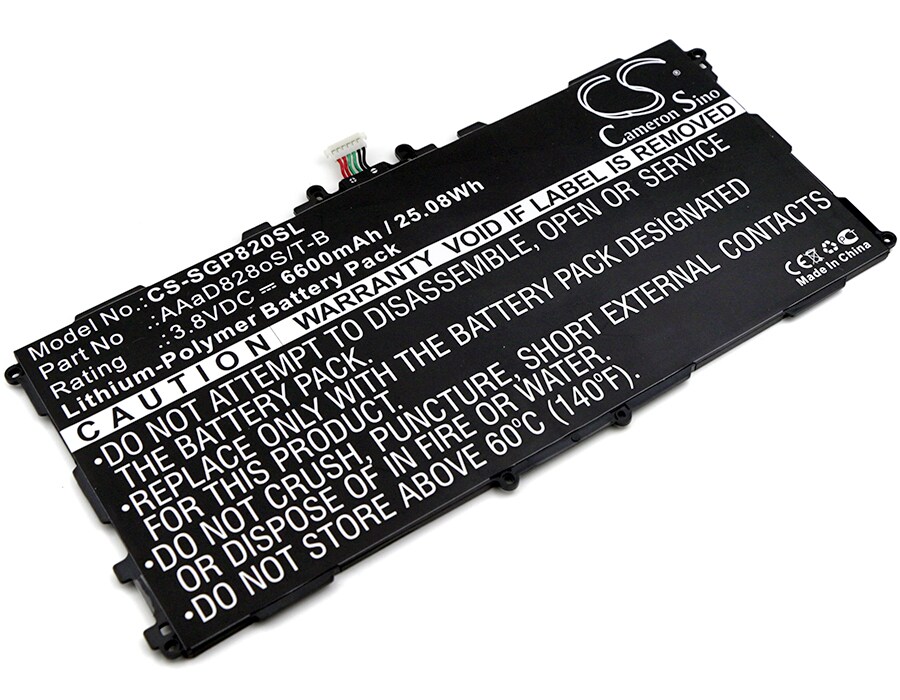 CS
®
Cameron Sino
Model No.:CS-SGP820SL
Part No :AAaD828oS/T-B
Rating :3.8VDC ⎓ 6600mAh / 25.08Wh
Lithium-Polymer Battery Pack
CAUTION WARRANTY VOID IF LABEL IS REMOVED
•DO NOT ATTEMPT TO DISASSEMBLE, OPEN OR SERVICE
THE BATTERY PACK.
•REPLACE ONLY WITH THE BATTERY PACK DESIGNATED
FOR THIS PRODUCT.
•DO NOT CRUSH, PUNCTURE, SHORT EXTERNAL CONTACTS
OR DISPOSE OF IN FIRE OR WATER.
•DO NOT STORE ABOVE 60ºC (140ºF)
CE
Made in China